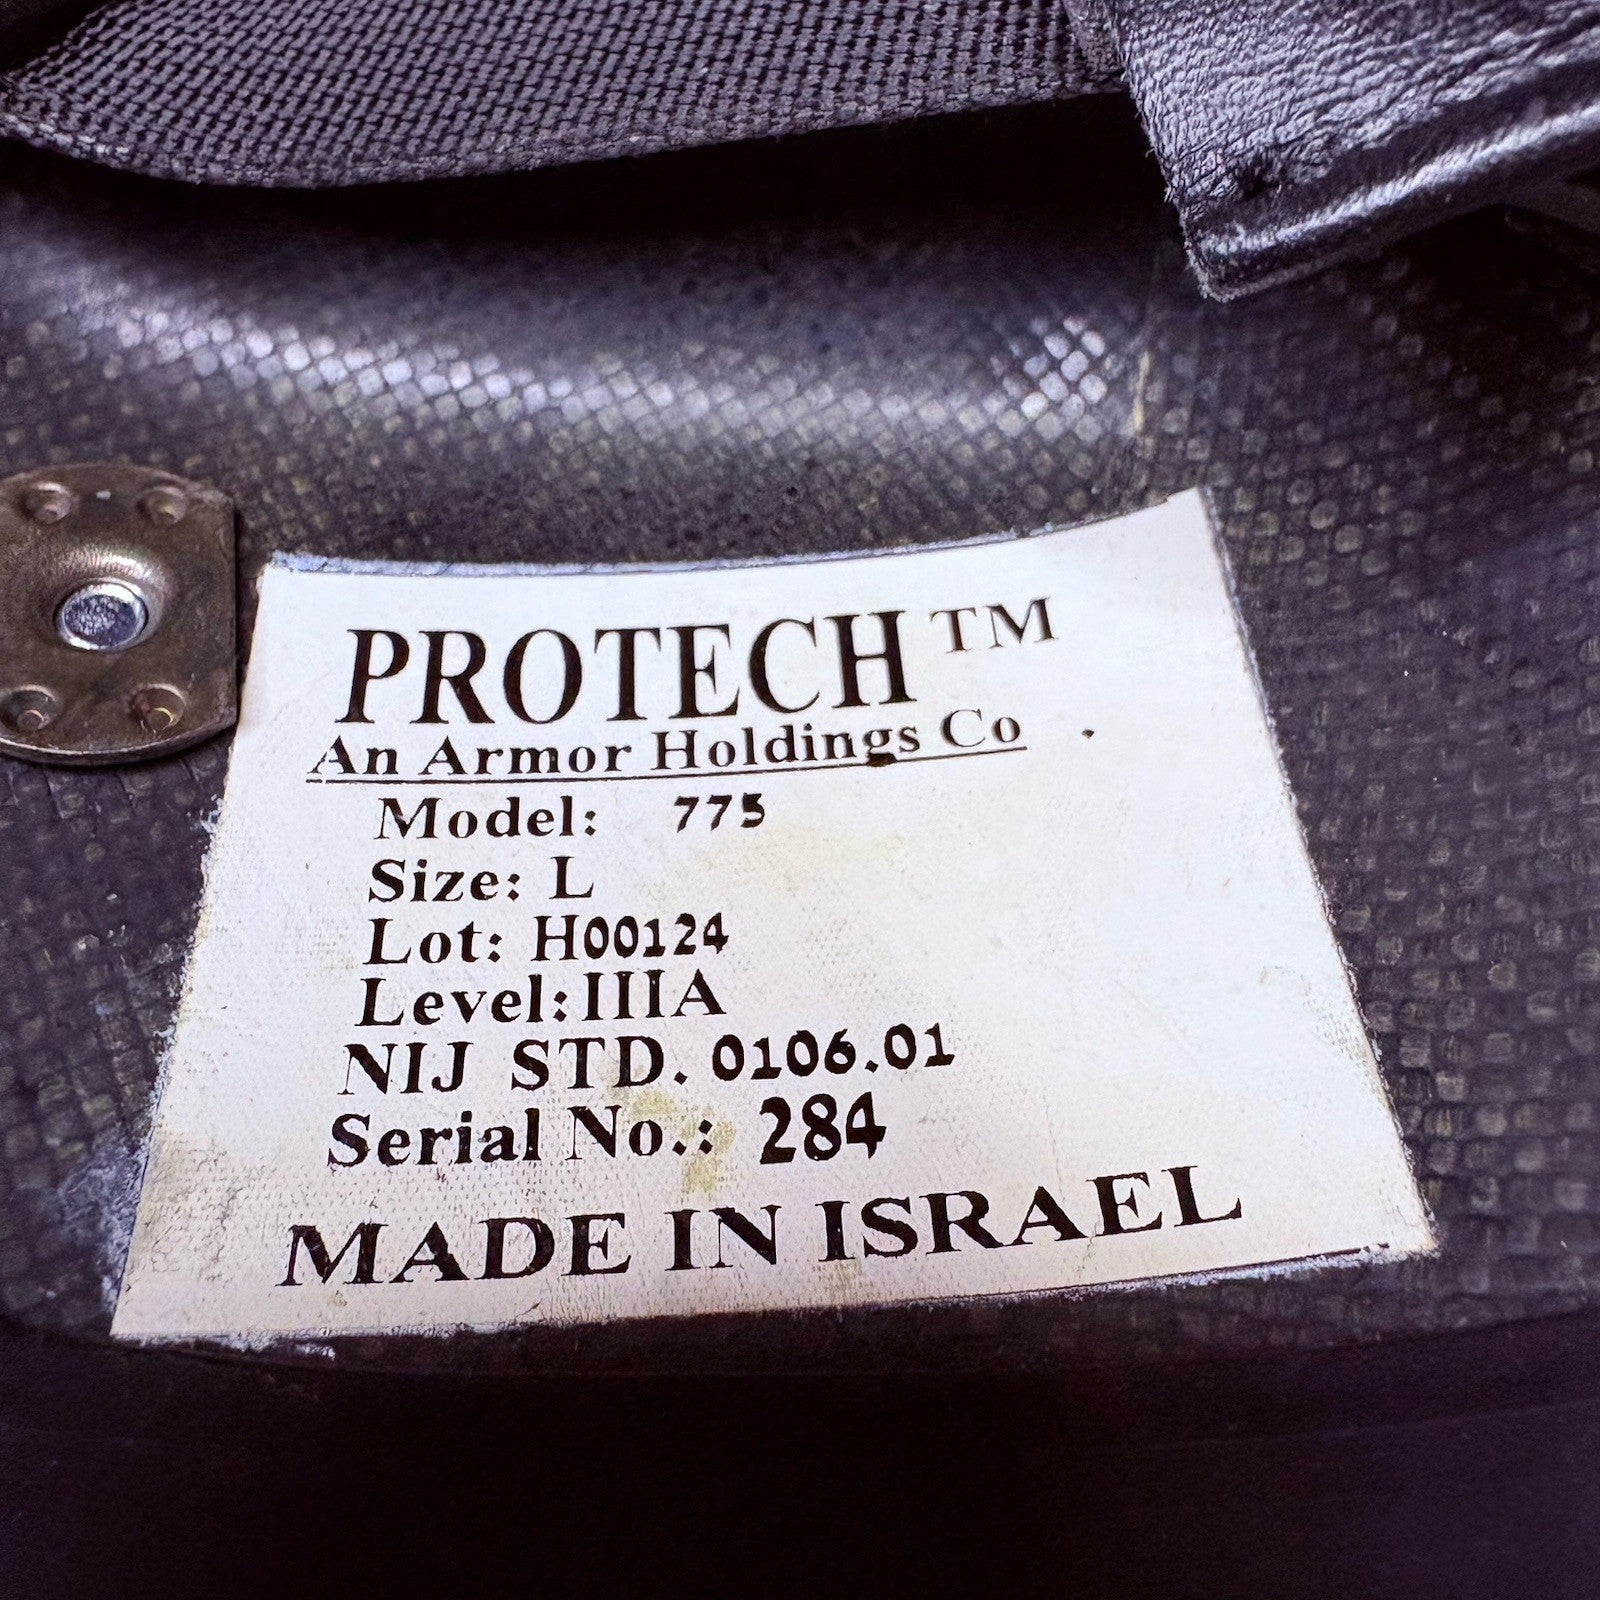 PROTECH™
An Armor Holdings Co.
Model: 775
Size: L
Lot: H00124
Level:IIIA
NIJ STD. 0106.01
Serial No.: 284
MADE IN ISRAEL